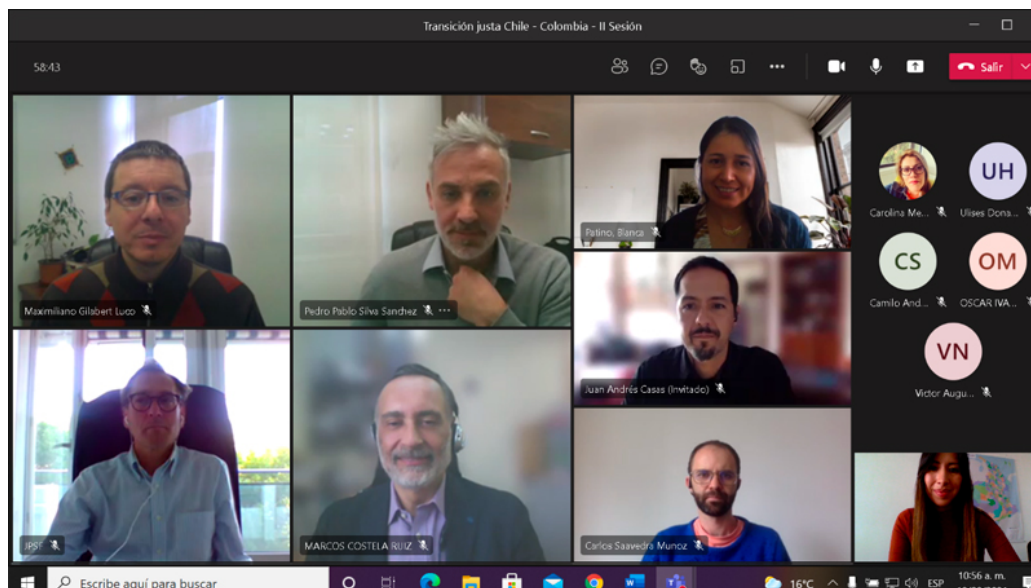 Transición justa Chile - Colombia - II Sesión
58:43
Salir
Maximiliano Gilabert Luco
Pedro Pablo Silva Sanchez
Patino, Blanca
Carolina Me...
UH
Ulises Dona...
CS
Camilo And...
OM
OSCAR IVA...
VN
Victor Augu...
Juan Andrés Casas (Invitado)
JPSF
MARCOS COSTELA RUIZ
Carlos Saavedra Munoz
Escribe aquí para buscar
16°C
ESP
10:56 a. m.